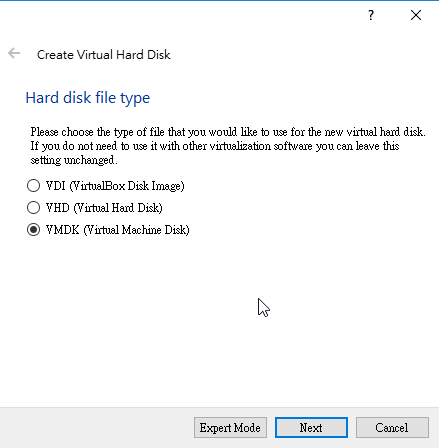 ?
Create Virtual Hard Disk
Hard disk file type
Please choose the type of file that you would like to use for the new virtual hard disk.
If you do not need to use it with other virtualization software you can leave this
setting unchanged.
VDI (VirtualBox Disk Image)
VHD (Virtual Hard Disk)
VMDK (Virtual Machine Disk)
Expert Mode Next Cancel